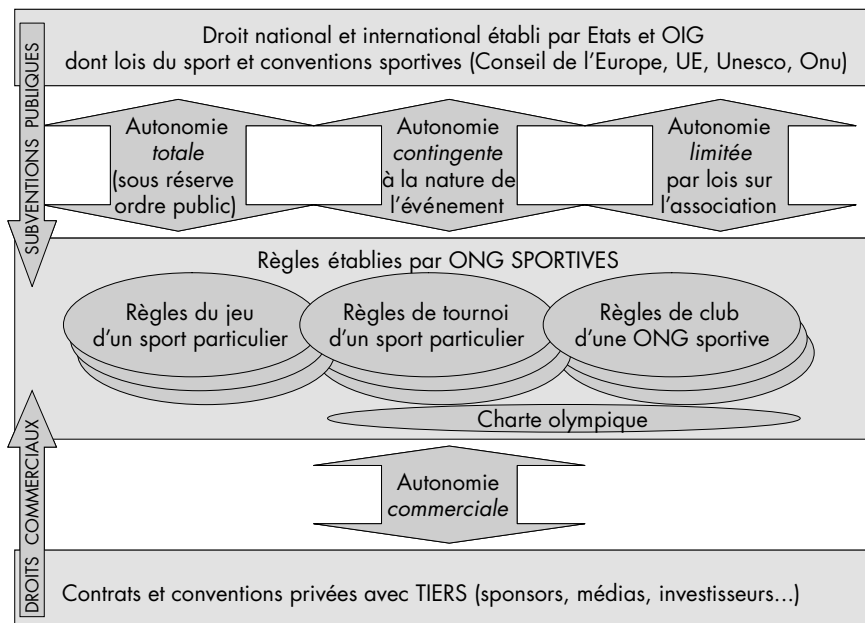 Droit national et international établi par Etats et OIG
dont lois du sport et conventions sportives (Conseil de l'Europe, UE, Unesco, Onu)
SUBVENTIONS PUBLIQUES
Autonomie
totale
(sous réserve
ordre public)
Autonomie
contingente
à la nature de
l'événement
Autonomie
limitée
par lois sur
l'association
Règles établies par ONG SPORTIVES
Règles du jeu
d'un sport particulier
Règles de tournoi
d'un sport particulier
Règles de club
d'une ONG sportive
Charte olympique
DROITS COMMERCIAUX
Autonomie
commerciale
Contrats et conventions privées avec TIERS (sponsors, médias, investisseurs...)